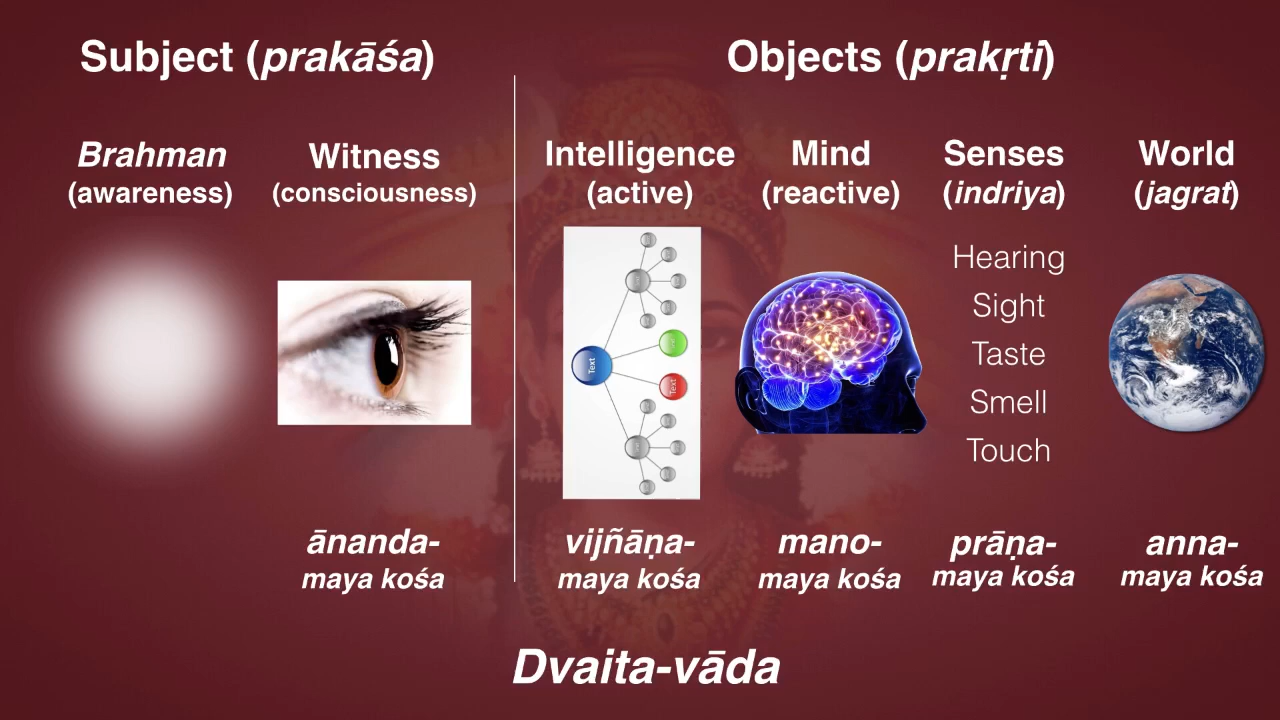 Subject (prakāśa)
Objects (prakṛti)
Brahman
(awareness)
Witness
(consciousness)
Intelligence
(active)
Mind
(reactive)
Senses
(indriya)
World
(jagrat)
Text
Text
Hearing
Sight
Taste
Smell
Touch
ānanda-
maya kośa
vijñāṇa-
maya kośa
mano-
maya kośa
prāṇa-
maya kośa
anna-
maya kośa
Dvaita-vāda